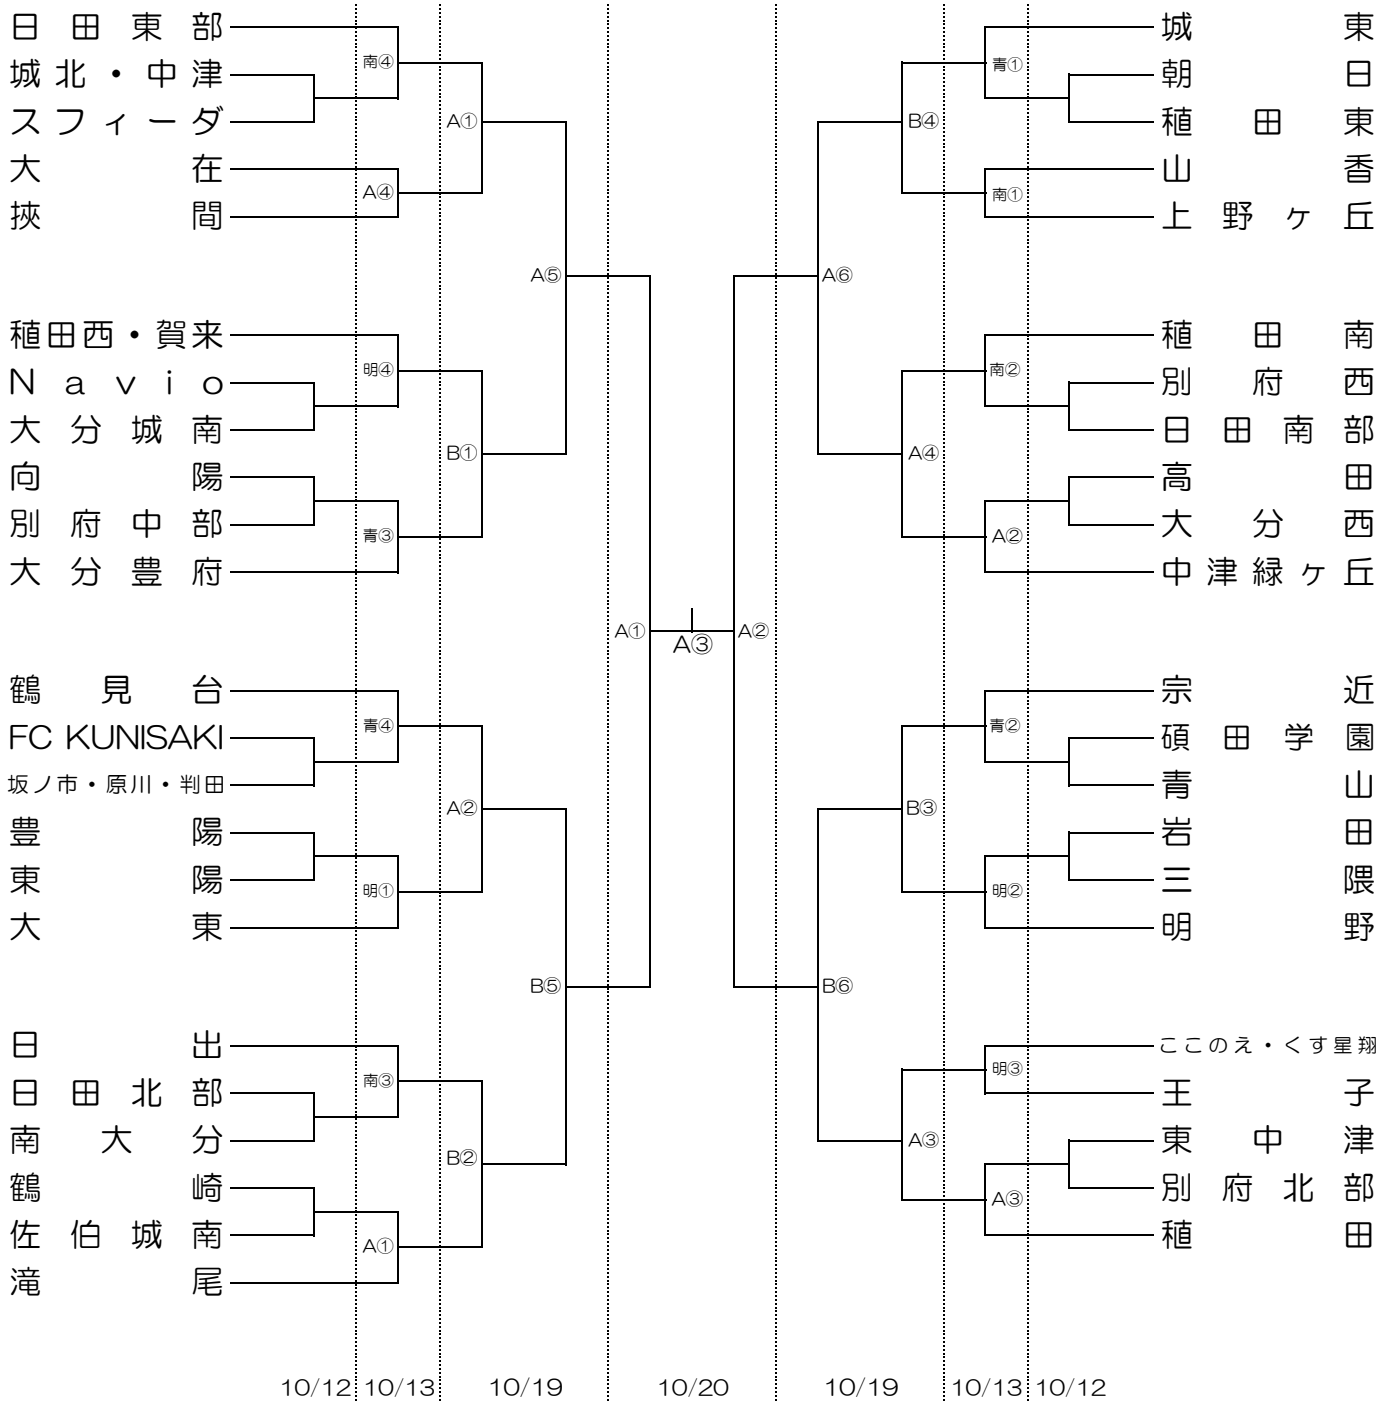 日田東部
城北・中津
スフィーダ
大在
挾間
稙田西・賀来
Navio
大分城南
向陽
別府中部
大分豊府
鶴見台
FC KUNISAKI
坂ノ市・原川・判田
豊陽
東陽
大東
日出
日田北部
南大分
鶴崎
佐伯城南
滝尾
南④
A④
明④
青③
青④
明①
南③
A①
A①
B①
A②
B②
A⑤
B⑤
A①
A③
A②
A⑥
B⑥
B④
A④
B③
A③
青①
南①
南②
A②
青②
明②
明③
A③
城東
朝日
稙田東
山香
上野ヶ丘
稙田南
別府西
日田南部
高田
大分西
中津緑ヶ丘
宗近
碩田学園
青山
岩田
三隈
明野
ここのえ・くす星翔
王子
東中津
別府北部
稙田
10/12 10/13 10/19 10/20 10/19 10/13 10/12